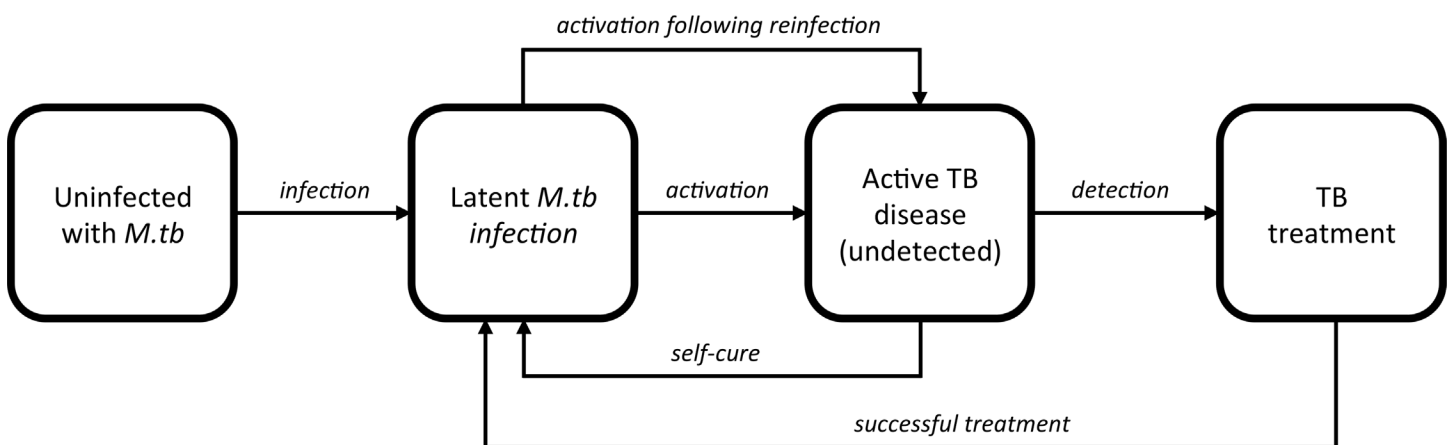 activation following reinfection
Uninfected
with M.tb
infection
Latent M.tb
infection
activation
Active TB
disease
(undetected)
detection
TB
treatment
self-cure
successful treatment